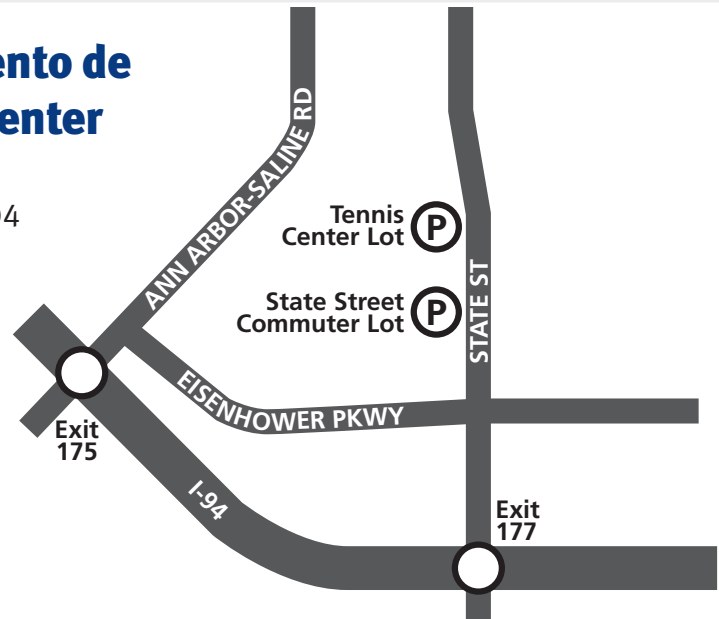 ento de
enter
94
ANN ARBOR-SALINE RD
Tennis
Center Lot
P
State Street
Commuter Lot
P
STATE ST
EISENHOWER PKWY
Exit
175
I-94
Exit
177